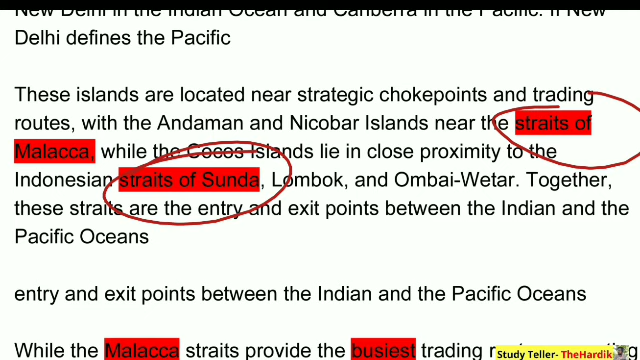 New Delhi in the Indian Ocean and Canberra in the Pacific. If New
Delhi defines the Pacific
These islands are located near strategic chokepoints and trading
routes, with the Andaman and Nicobar Islands near the straits of
Malacca, while the Cocos Islands lie in close proximity to the
Indonesian straits of Sunda, Lombok, and Ombai-Wetar. Together,
these straits are the entry and exit points between the Indian and the
Pacific Oceans
entry and exit points between the Indian and the Pacific Oceans
While the Malacca straits provide the busiest trading
Study Teller- TheHardik